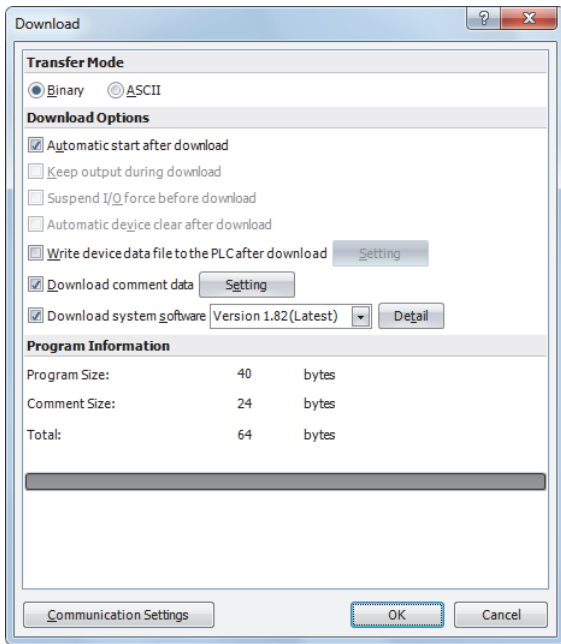 Download
Transfer Mode
Binary ASCII
Download Options
Automatic start after download
Keep output during download
Suspend I/O force before download
Automatic device clear after download
Write device data file to the PLC after download Setting
Download comment data Setting
Download system software Version 1.82(Latest) Detail
Program Information
Program Size: 40 bytes
Comment Size: 24 bytes
Total: 64 bytes
Communication Settings OK Cancel